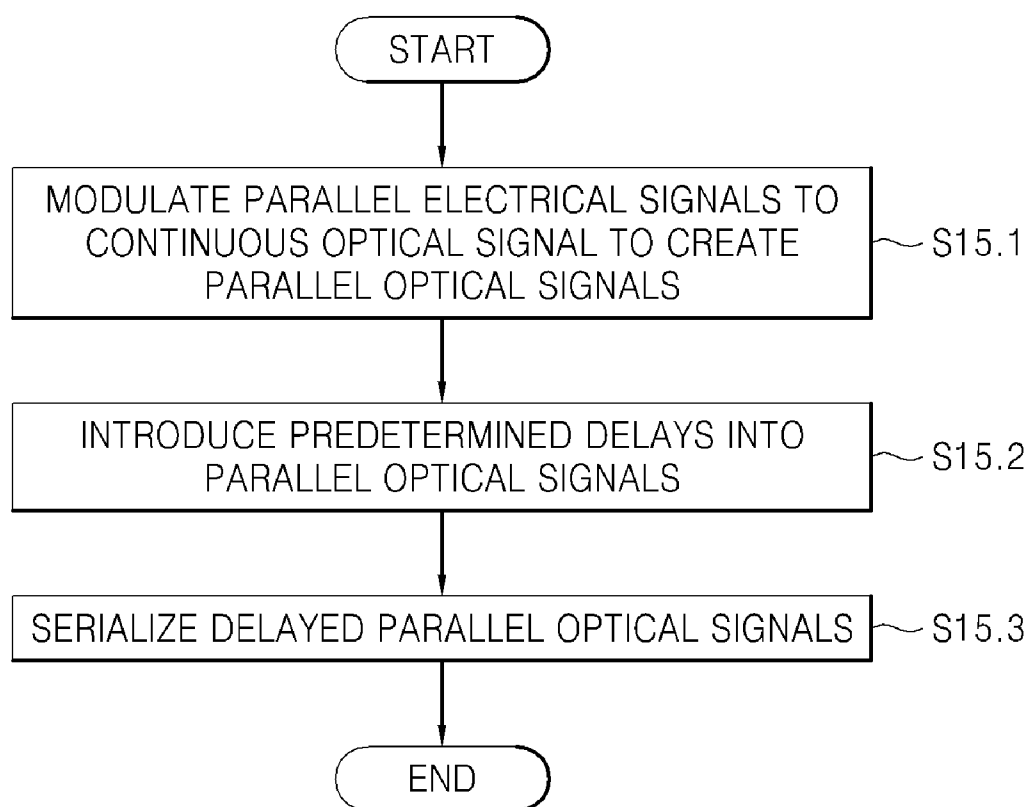 START
MODULATE PARALLEL ELECTRICAL SIGNALS TO
CONTINUOUS OPTICAL SIGNAL TO CREATE
PARALLEL OPTICAL SIGNALS
S15.1
INTRODUCE PREDETERMINED DELAYS INTO
PARALLEL OPTICAL SIGNALS
S15.2
SERIALIZE DELAYED PARALLEL OPTICAL SIGNALS
S15.3
END